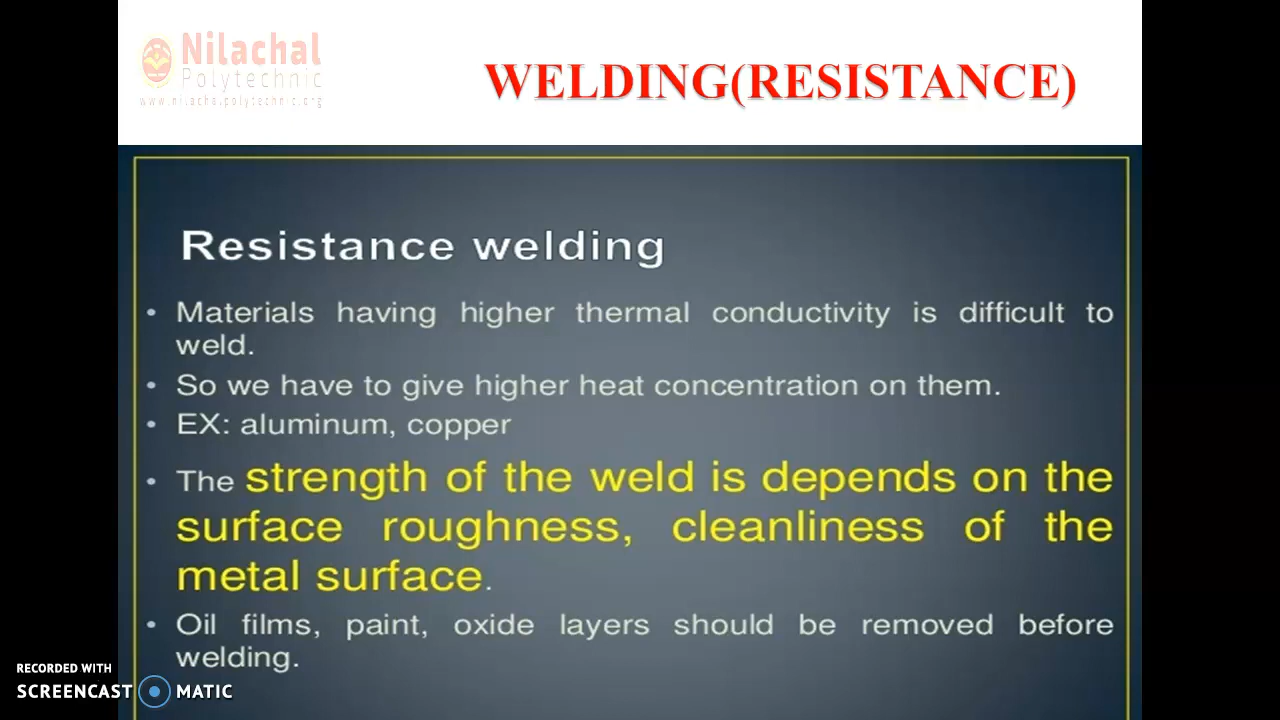 Nilachal
Polytechnic
www.nilachalpolytechnic.org
WELDING(RESISTANCE)
Resistance welding
• Materials having higher thermal conductivity is difficult to
weld.
• So we have to give higher heat concentration on them.
• EX: aluminum, copper
• The strength of the weld is depends on the
surface roughness, cleanliness of the
metal surface.
• Oil films, paint, oxide layers should be removed before
welding.
RECORDED WITH
SCREENCAST MATIC